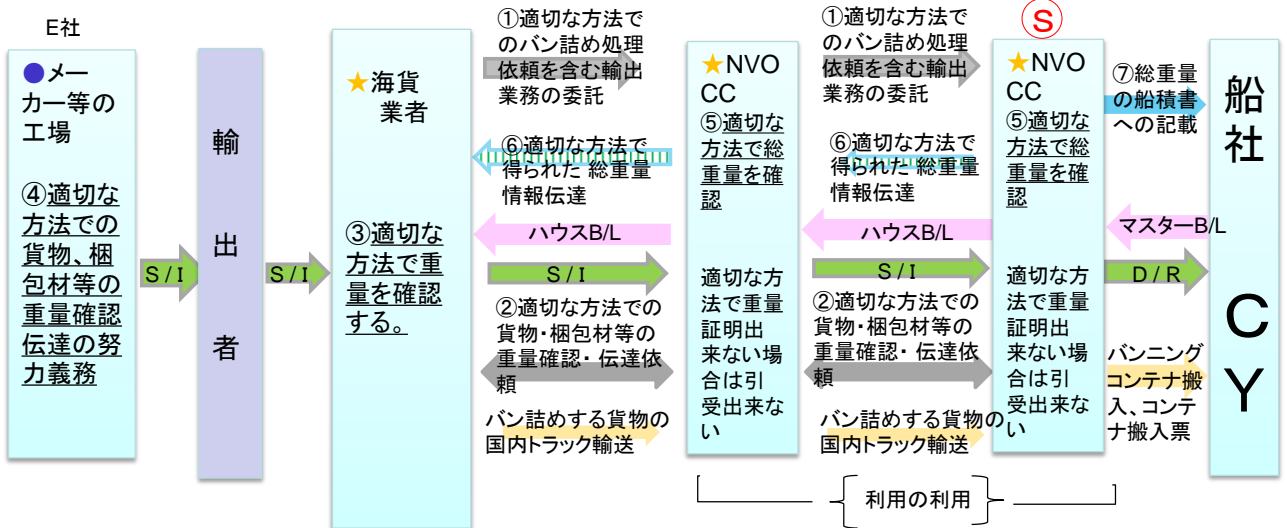 E社
●メー
カー等の
工場
④適切な
方法での
貨物、梱
包材等の
重量確認
伝達の努
力義務
S/I
輸
出
者
S/I
★海貨
業者
③適切な
方法で重
量を確認
する。
①適切な方法で
のバン詰め処理
依頼を含む輸出
業務の委託
⑥適切な方法で
得られた 総重量
情報伝達
ハウスB/L
S/I
②適切な方法での
貨物・梱包材等の
重量確認・伝達依
頼
バン詰めする貨物の
国内トラック輸送
★NVO
CC
⑤適切な
方法で総
重量を確
認
適切な方
法で重量
証明出
来ない場
合は引
受出来な
い
①適切な方法で
のバン詰め処理
依頼を含む輸出
業務の委託
⑥適切な方法で
得られた 総重量
情報伝達
ハウスB/L
S/I
②適切な方法での
貨物・梱包材等の
重量確認・ 伝達依
頼
バン詰めする貨物の
国内トラック輸送
S
★NVO
CC
⑤適切な
方法で総
重量を確
認
適切な方
法で重量
証明出
来ない場
合は引
受出来な
い
⑦総重量
の船積書
への記載
マスターB/L
D/R
バンニング
コンテナ搬
入、コンテ
ナ搬入票
船
社
C
Y
利用の利用